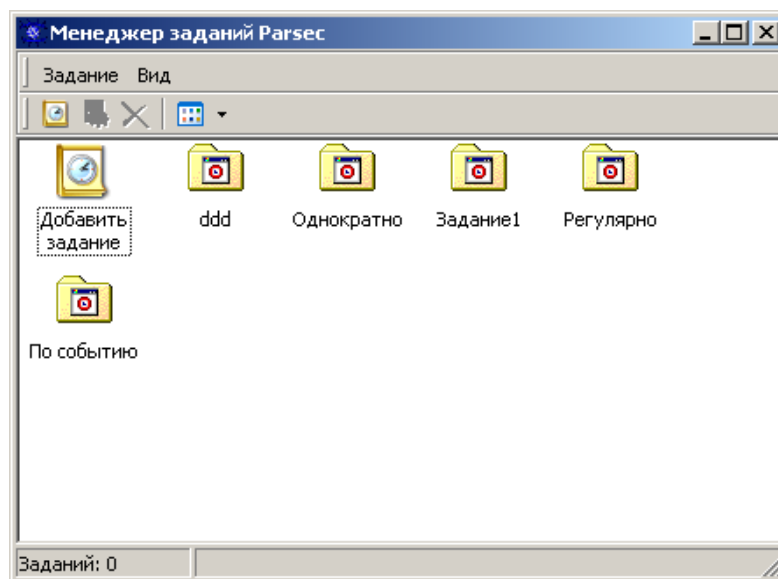 Менеджер заданий Parsec
Задание Вид
Добавить задание
ddd
Однократно
Задание1
Регулярно
По событию
Заданий: 0